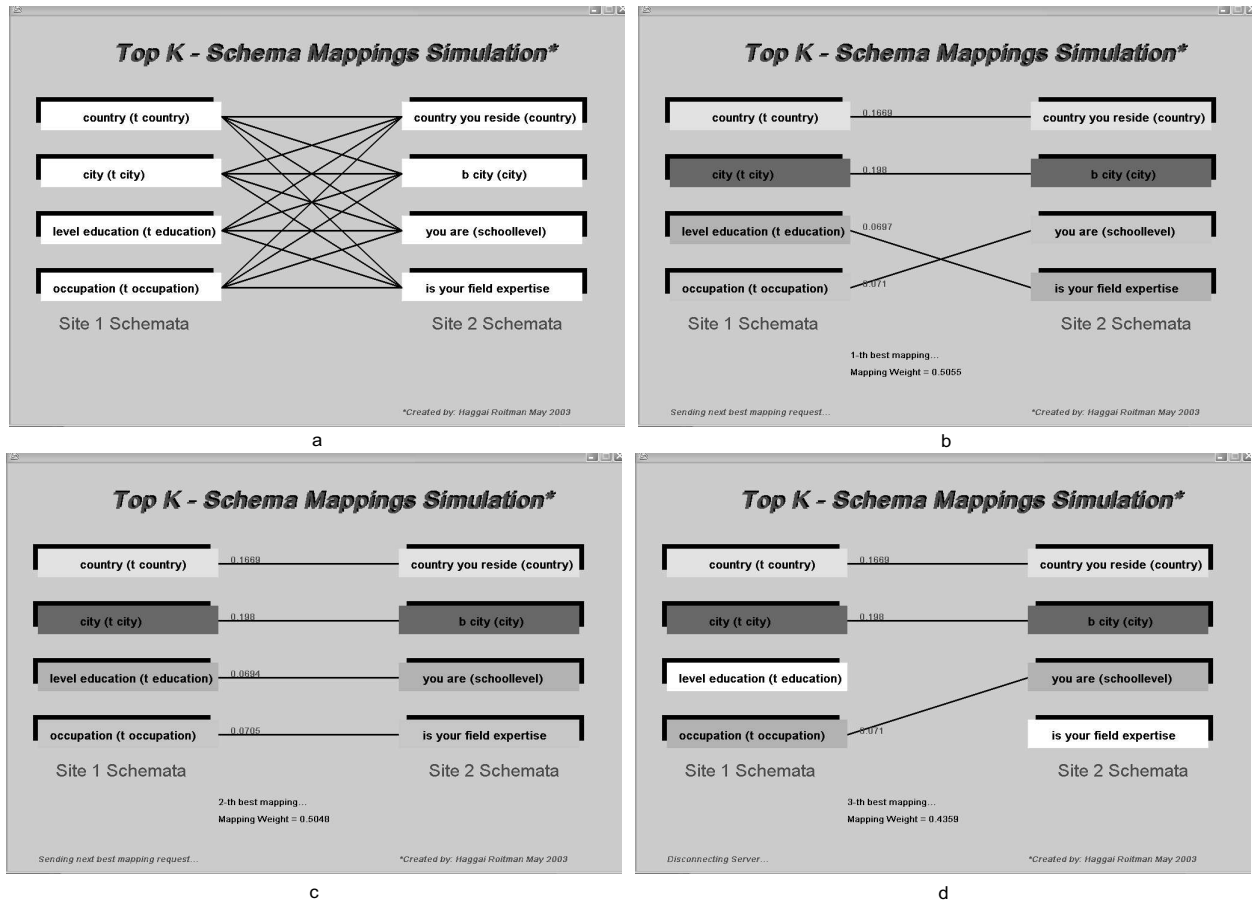 Top K - Schema Mappings Simulation*
country (t country)
country you reside (country)
city (t city)
b city (city)
level education (t education)
you are (schoollevel)
occupation (t occupation)
is your field expertise
Site 1 Schemata
Site 2 Schemata
*Created by: Haggai Roitman May 2003
a
Top K - Schema Mappings Simulation*
country (t country)
0.1669
country you reside (country)
city (t city)
0.198
b city (city)
level education (t education)
0.0697
you are (schoollevel)
occupation (t occupation)
0.071
is your field expertise
Site 1 Schemata
Site 2 Schemata
1-th best mapping...
Mapping Weight = 0.5055
Sending next best mapping request...
*Created by: Haggai Roitman May 2003
b
Top K - Schema Mappings Simulation*
country (t country)
0.1669
country you reside (country)
city (t city)
0.198
b city (city)
level education (t education)
0.0694
you are (schoollevel)
occupation (t occupation)
0.0705
is your field expertise
Site 1 Schemata
Site 2 Schemata
2-th best mapping...
Mapping Weight = 0.5048
Sending next best mapping request...
*Created by: Haggai Roitman May 2003
c
Top K - Schema Mappings Simulation*
country (t country)
0.1669
country you reside (country)
city (t city)
0.198
b city (city)
level education (t education)
you are (schoollevel)
occupation (t occupation)
0.071
is your field expertise
Site 1 Schemata
Site 2 Schemata
3-th best mapping...
Mapping Weight = 0.4359
Disconnecting Server...
*Created by: Haggai Roitman May 2003
d